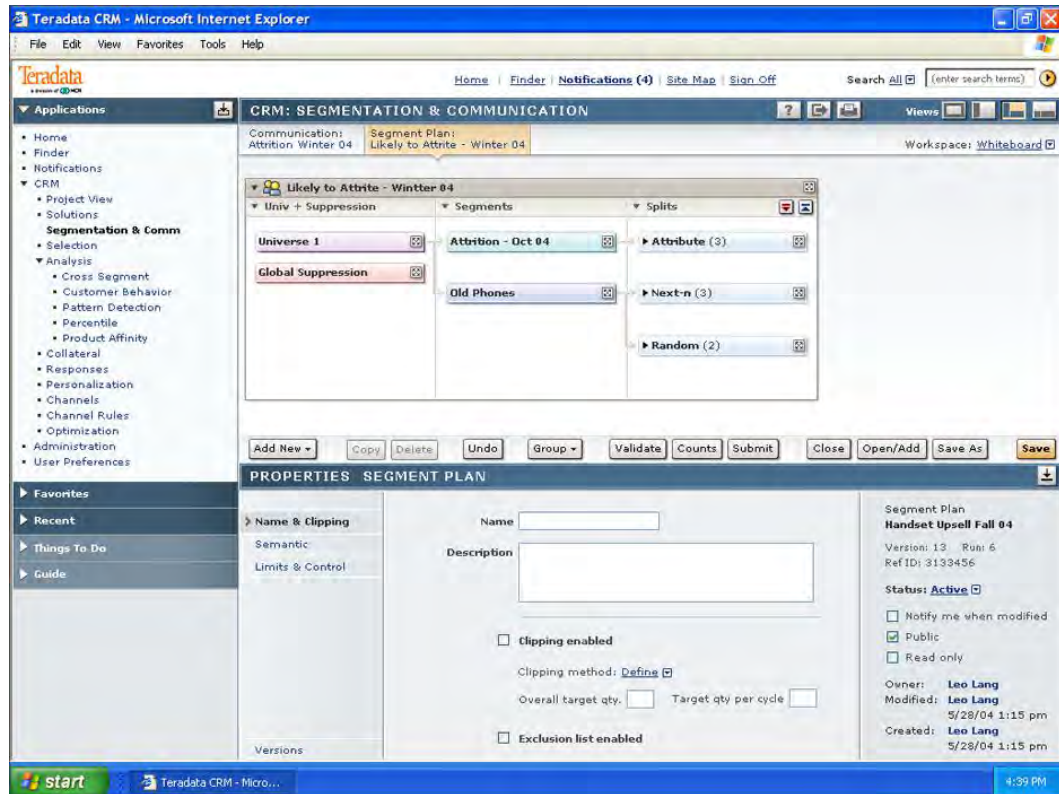 Teradata CRM - Microsoft Internet Explorer
File Edit View Favorites Tools Help
Teradata
a division of NCR
Home | Finder | Notifications (4) | Site Map | Sign Off
Search All (enter search terms)
Applications
CRM: SEGMENTATION & COMMUNICATION
? Views
Communication: Attrition Winter 04
Segment Plan: Likely to Attrite - Winter 04
Workspace: Whiteboard
Home
Finder
Notifications
CRM
Project View
Solutions
Segmentation & Comm
Selection
Analysis
Cross Segment
Customer Behavior
Pattern Detection
Percentile
Product Affinity
Collateral
Responses
Personalization
Channels
Channel Rules
Optimization
Administration
User Preferences
Favorites
Recent
Things To Do
Guide
Likely to Attrite - Wintter 04
Univ + Suppression
Segments
Splits
Universe 1
Attrition - Oct 04
Attribute (3)
Global Suppression
Old Phones
Next-n (3)
Random (2)
Add New Copy Delete Undo Group Validate Counts Submit Close Open/Add Save As Save
PROPERTIES SEGMENT PLAN
Name & Clipping
Semantic
Limits & Control
Versions
Name
Description
Clipping enabled
Clipping method: Define
Overall target qty. Target qty per cycle
Exclusion list enabled
Segment Plan
Handset Upsell Fall 04
Version: 13 Run: 6
Ref ID: 3133456
Status: Active
Notify me when modified
Public
Read only
Owner: Leo Lang
Modified: Leo Lang
5/28/04 1:15 pm
Created: Leo Lang
5/28/04 1:15 pm
start
Teradata CRM - Micro...
4:39 PM